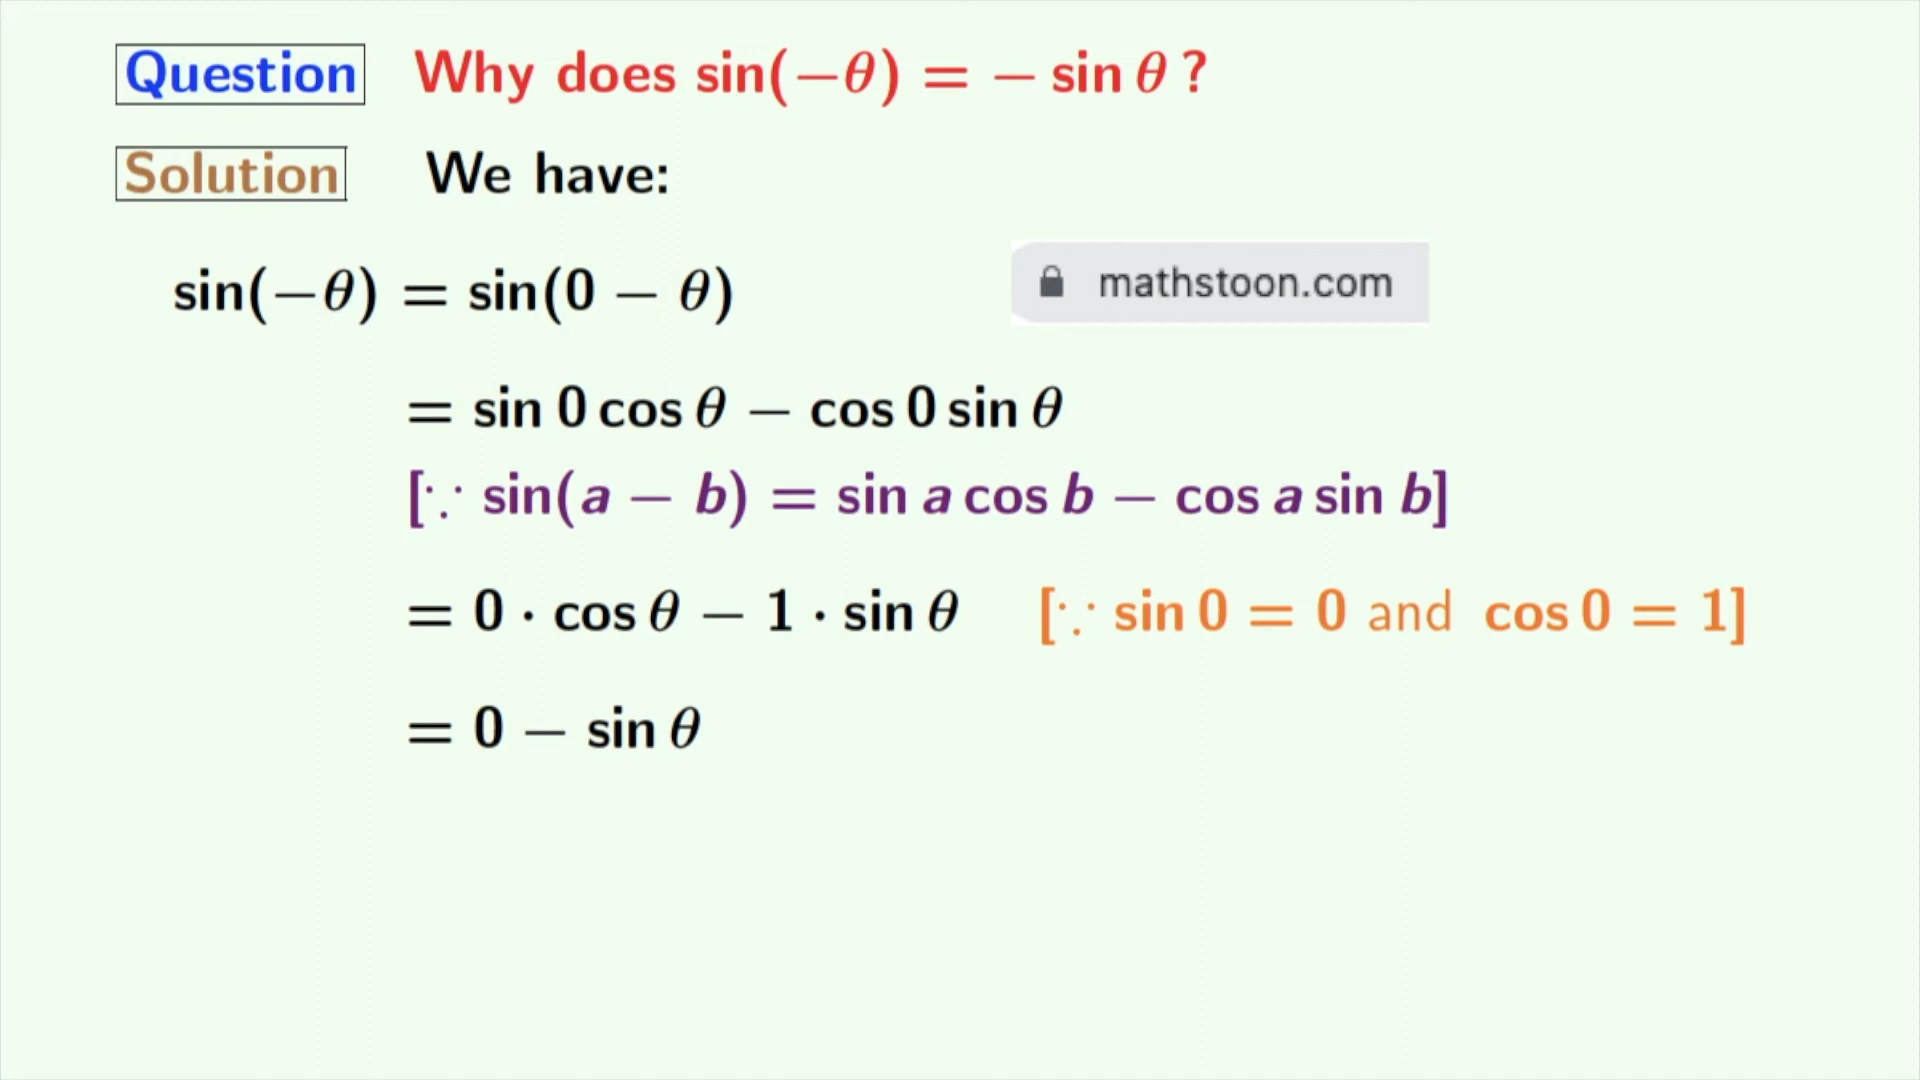 Question Why does sin(−θ) = − sin θ ?
Solution We have:
sin(−θ) = sin(0 − θ)
mathstoon.com
= sin 0 cos θ − cos 0 sin θ
[∵ sin(a − b) = sin a cos b − cos a sin b]
= 0 · cos θ − 1 · sin θ [∵ sin 0 = 0 and cos 0 = 1]
= 0 − sin θ